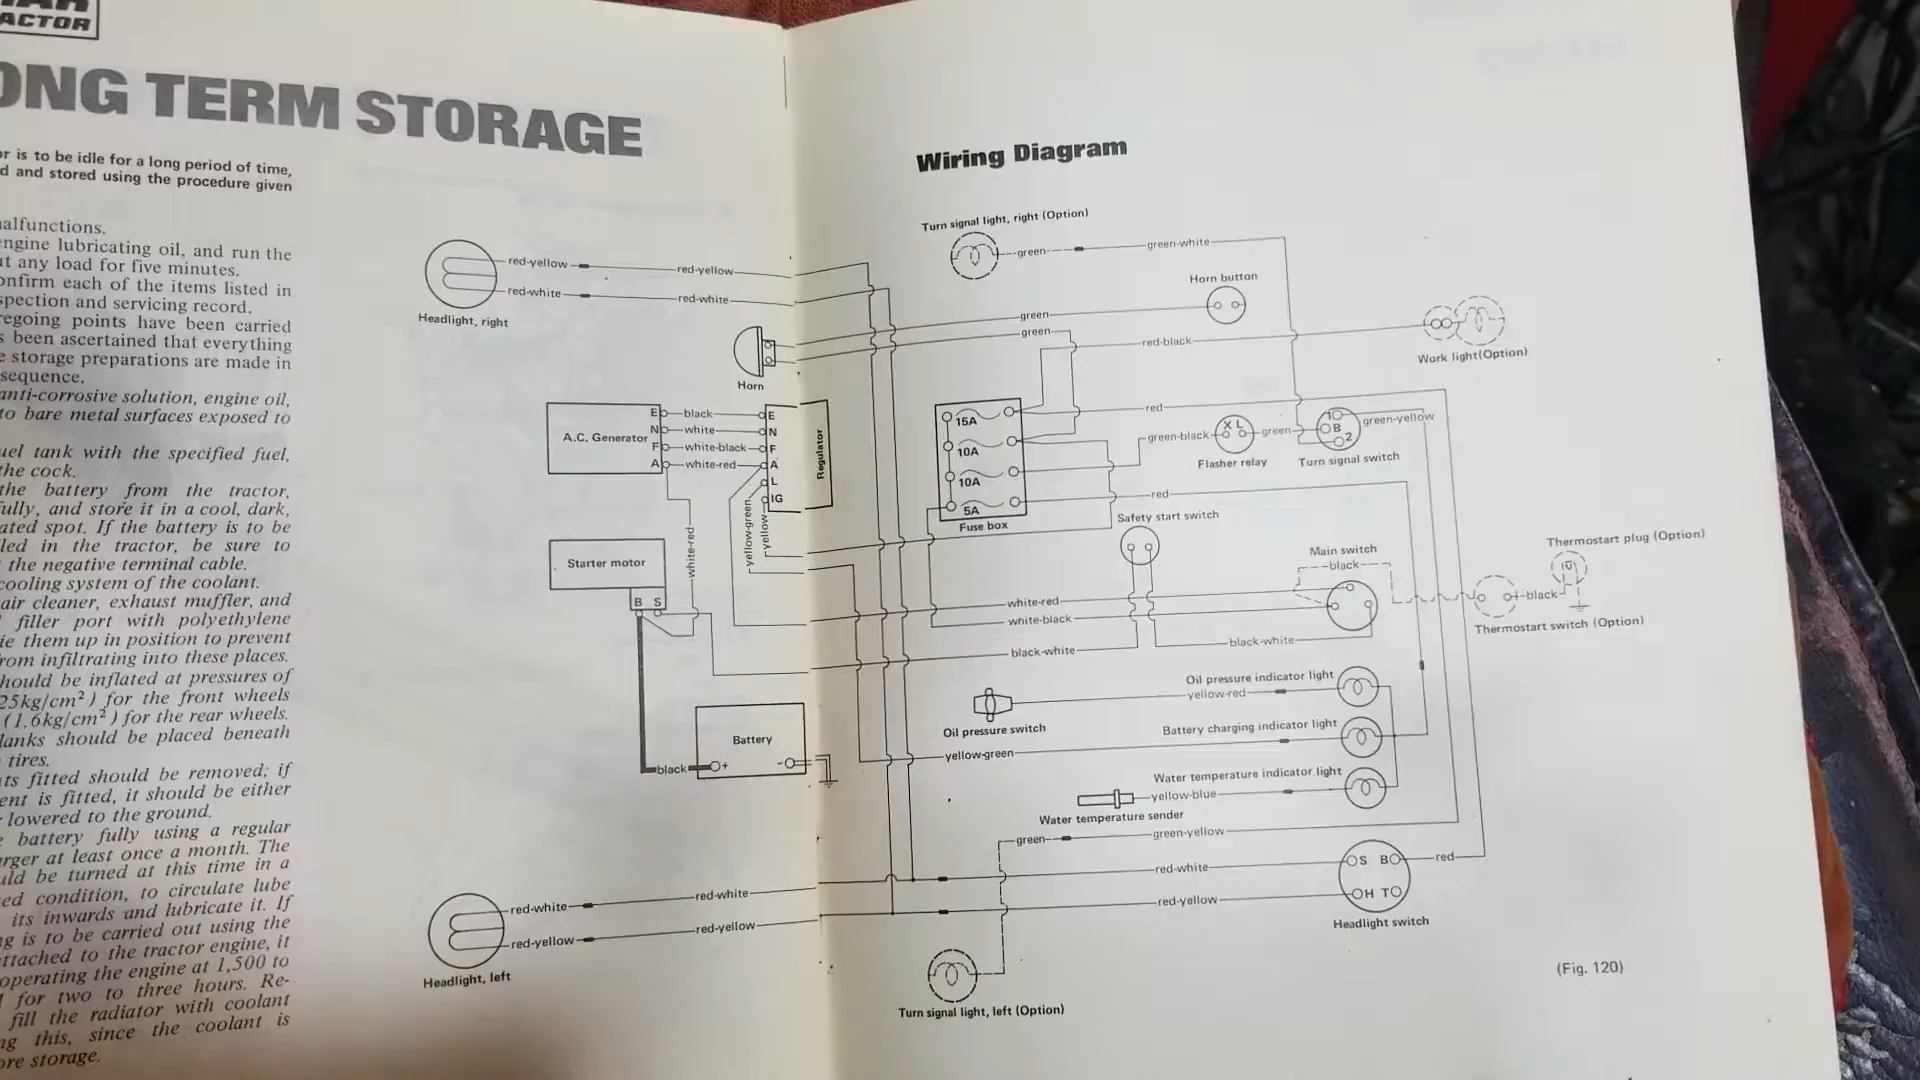 ACTOR
ONG TERM STORAGE
or is to be idle for a long period of time,
d and stored using the procedure given
alfunctions.
engine lubricating oil, and run the
ut any load for five minutes.
onfirm each of the items listed in
spection and servicing record.
regoing points have been carried
s been ascertained that everything
e storage preparations are made in
sequence.
anti-corrosive solution, engine oil,
to bare metal surfaces exposed to
uel tank with the specified fuel,
the cock.
the battery from the tractor,
fully, and store it in a cool, dark,
ated spot. If the battery is to be
lled in the tractor, be sure to
the negative terminal cable.
cooling system of the coolant.
air cleaner, exhaust muffler, and
filler port with polyethylene
ie them up in position to prevent
from infiltrating into these places.
hould be inflated at pressures of
25kg/cm²) for the front wheels
(1.6kg/cm²) for the rear wheels.
lanks should be placed beneath
tires.
ts fitted should be removed; if
ent is fitted, it should be either
lowered to the ground.
e battery fully using a regular
arger at least once a month. The
uld be turned at this time in a
ed condition, to circulate lube
its inwards and lubricate it. If
g is to be carried out using the
ttached to the tractor engine, it
operating the engine at 1,500 to
for two to three hours. Re-
fill the radiator with coolant
ng this, since the coolant is
ore storage.
Wiring Diagram
Turn signal light, right (Option)
green
green-white
red-yellow
red-yellow
red-white
red-white
Headlight, right
Horn button
green
green
Horn
red-black
Work light (Option)
A.C. Generator
E
N
F
A
black
white
white-black
white-red
E
N
F
A
L
IG
Regulator
yellow-green
yellow
white-red
15A
10A
10A
5A
Fuse box
red
green-black
X L
green
Flasher relay
1
B
2
green-yellow
Turn signal switch
red
Safety start switch
Starter motor
B S
Main switch
black
Thermostart plug (Option)
black
Thermostart switch (Option)
white-red
white-black
black-white
black-white
Oil pressure indicator light
yellow-red
Oil pressure switch
Battery
+
-
black
Battery charging indicator light
yellow-green
Water temperature indicator light
yellow-blue
Water temperature sender
green
green-yellow
red-white
red-white
red-white
red-yellow
red-yellow
red-yellow
S B
H T
red
Headlight switch
Headlight, left
Turn signal light, left (Option)
(Fig. 120)